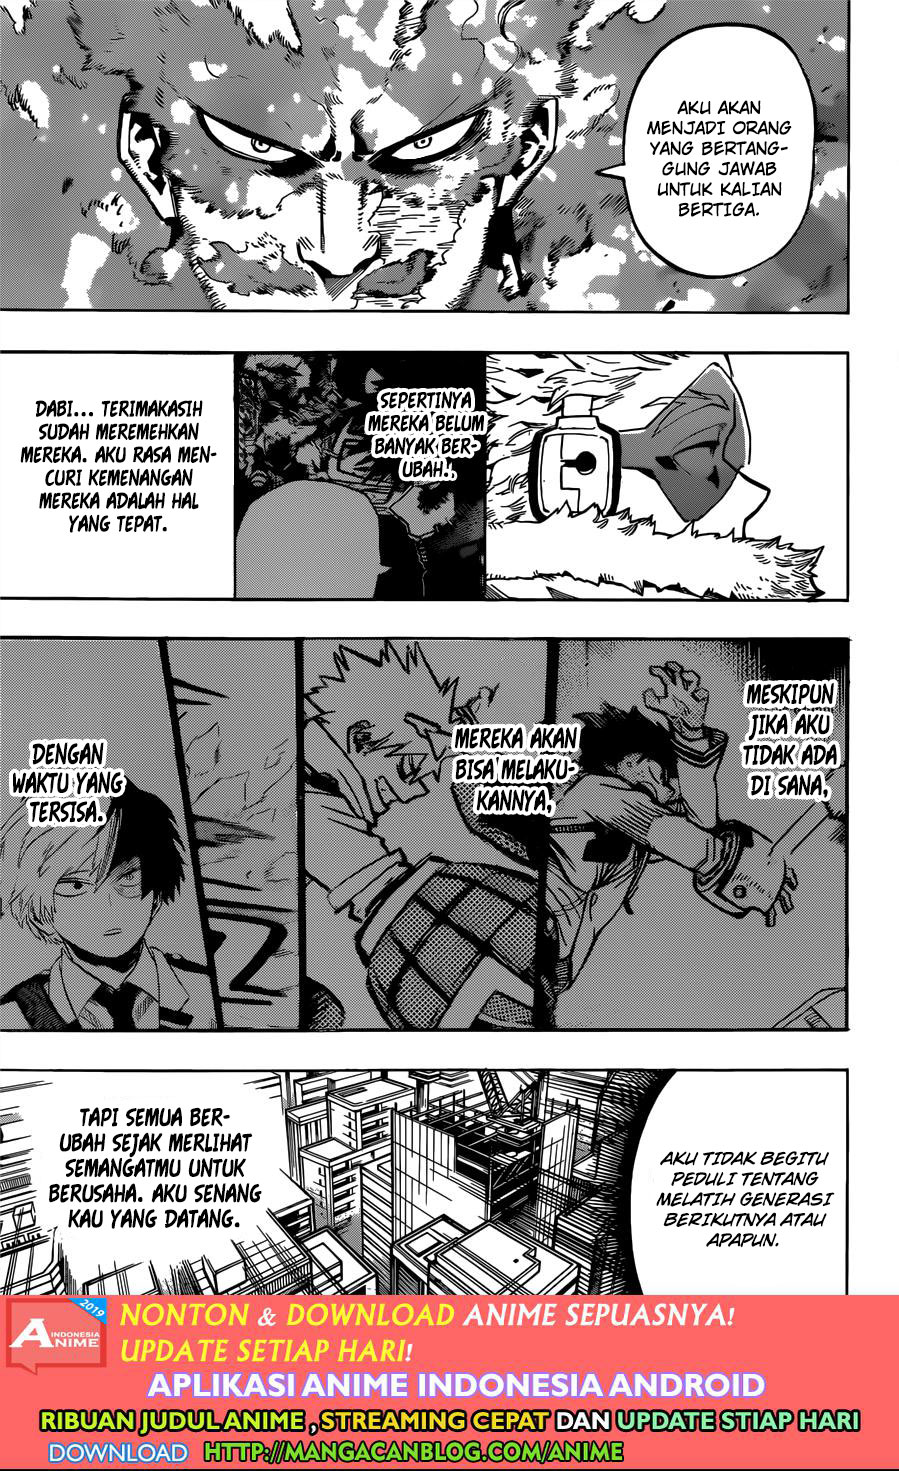 AKU AKAN
MENJADI ORANG
YANG BERTANG-
GUNG JAWAB
UNTUK KALIAN
BERTIGA.
SEPERTINYA
MEREKA BELUM
BANYAK BER-
UBAH..
DABI... TERIMAKASIH
SUDAH MEREMEHKAN
MEREKA. AKU RASA MEN-
CURI KEMENANGAN
MEREKA ADALAH HAL
YANG TEPAT.
MESKIPUN
JIKA AKU
TIDAK ADA
DI SANA,
MEREKA AKAN
BISA MELAKU-
KANNYA,
DENGAN
WAKTU YANG
TERSISA.
AKU TIDAK BEGITU
PEDULI TENTANG
MELATIH GENERASI
BERIKUTNYA ATAU
APAPUN.
TAPI SEMUA BER-
UBAH SEJAK MERLIHAT
SEMANGATMU UNTUK
BERUSAHA. AKU SENANG
KAU YANG DATANG.
2019
INDONESIA
ANIME
NONTON & DOWNLOAD ANIME SEPUASNYA!
UPDATE SETIAP HARI!
APLIKASI ANIME INDONESIA ANDROID
RIBUAN JUDUL ANIME , STREAMING CEPAT DAN UPDATE STIAP HARI
DOWNLOAD HTTP://MANGACANBLOG.COM/ANIME